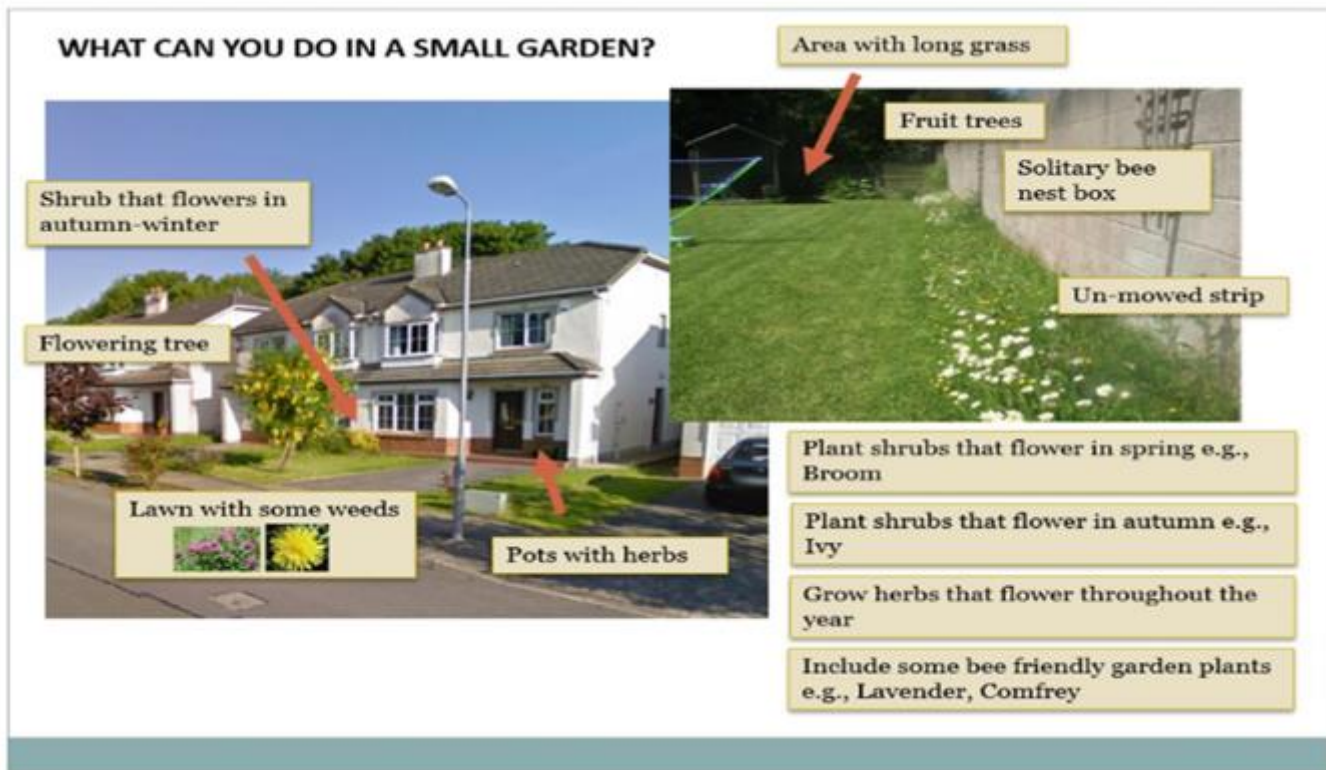 WHAT CAN YOU DO IN A SMALL GARDEN?
Area with long grass
Fruit trees
Solitary bee
nest box
Shrub that flowers in
autumn-winter
Un-mowed strip
Flowering tree
Lawn with some weeds
Pots with herbs
Plant shrubs that flower in spring e.g.,
Broom
Plant shrubs that flower in autumn e.g.,
Ivy
Grow herbs that flower throughout the
year
Include some bee friendly garden plants
e.g., Lavender, Comfrey